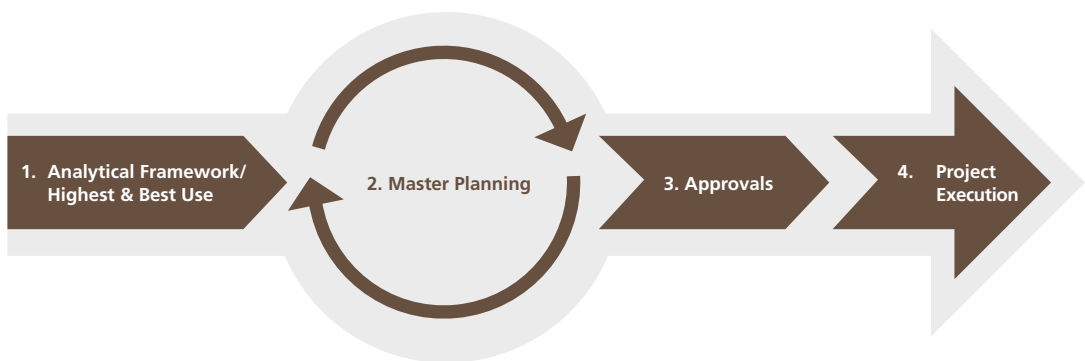 1. Analytical Framework/
Highest & Best Use
2. Master Planning
3. Approvals
4. Project
Execution